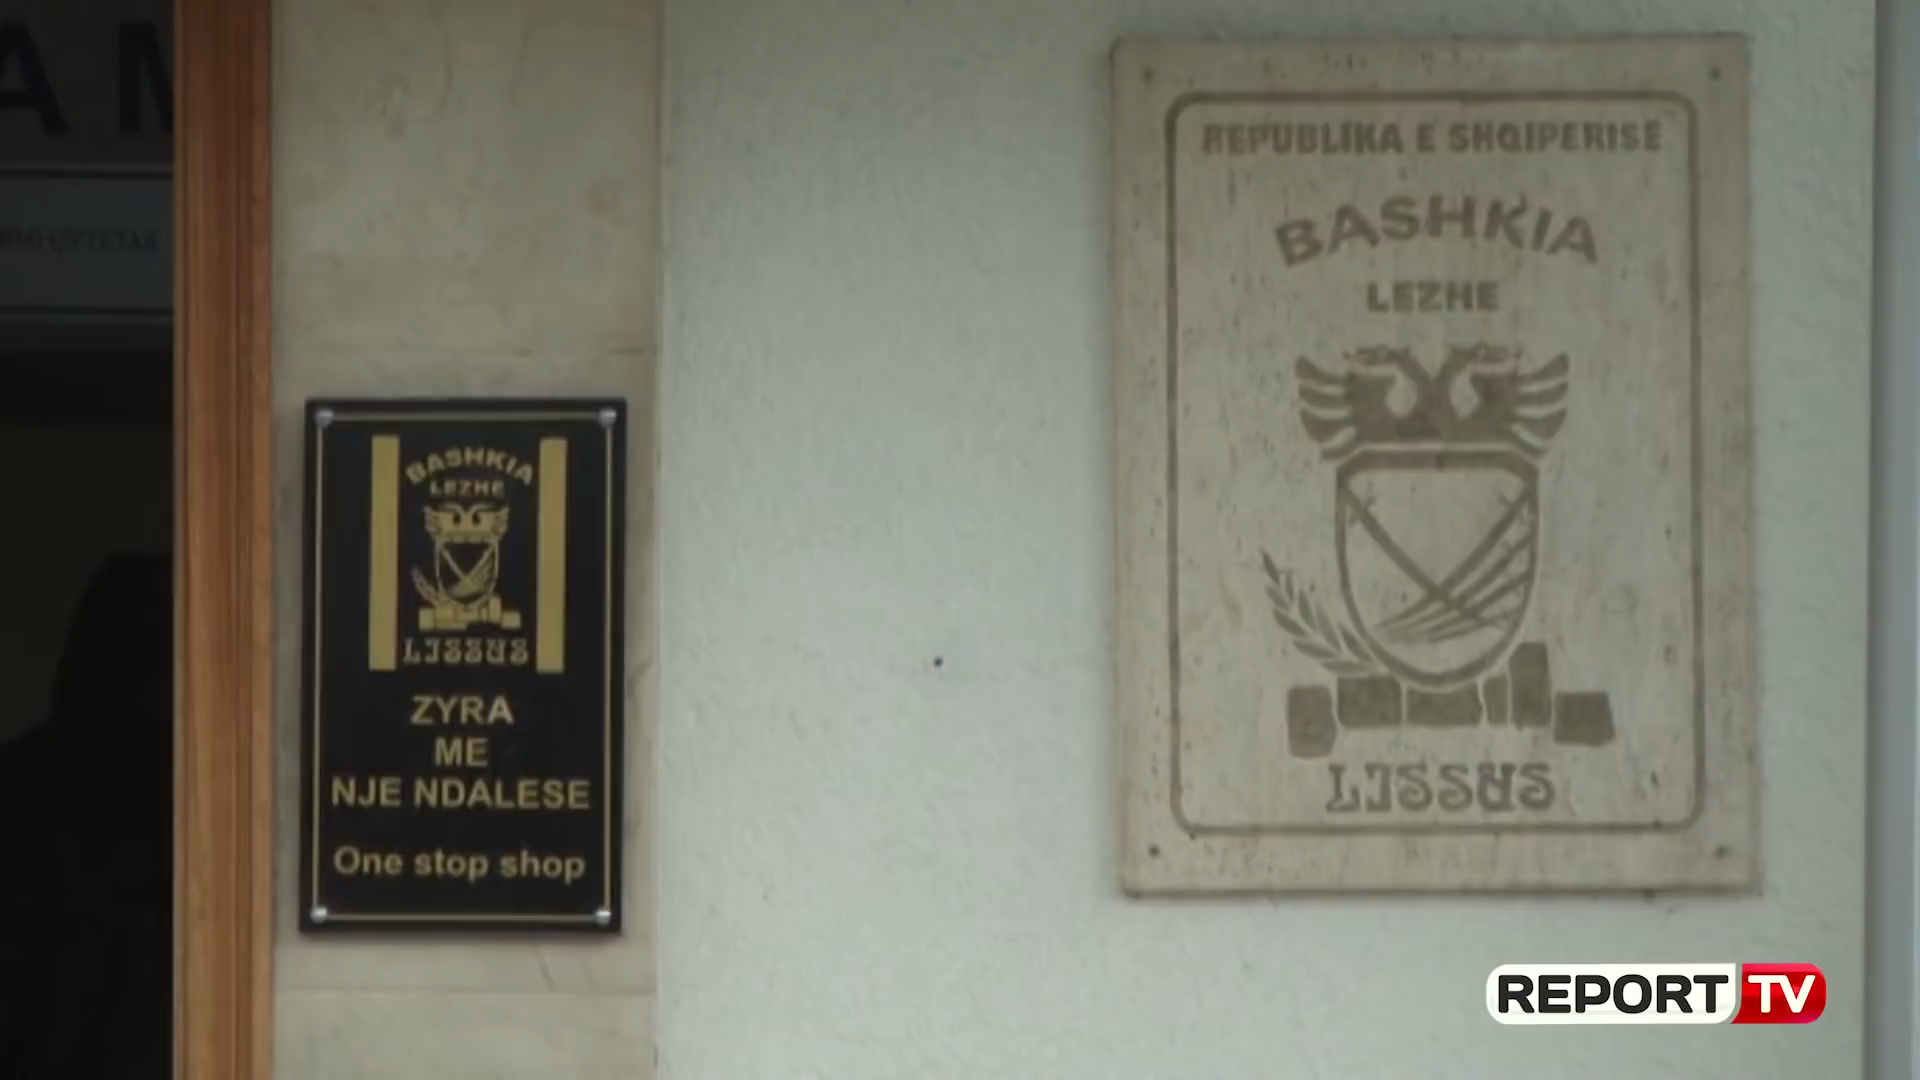 A M
BASHKIA
LEZHE
LISSUS
ZYRA
ME
NJE NDALESE
One stop shop
REPUBLIKA E SHQIPERISE
BASHKIA
LEZHE
LISSUS
REPORT TV